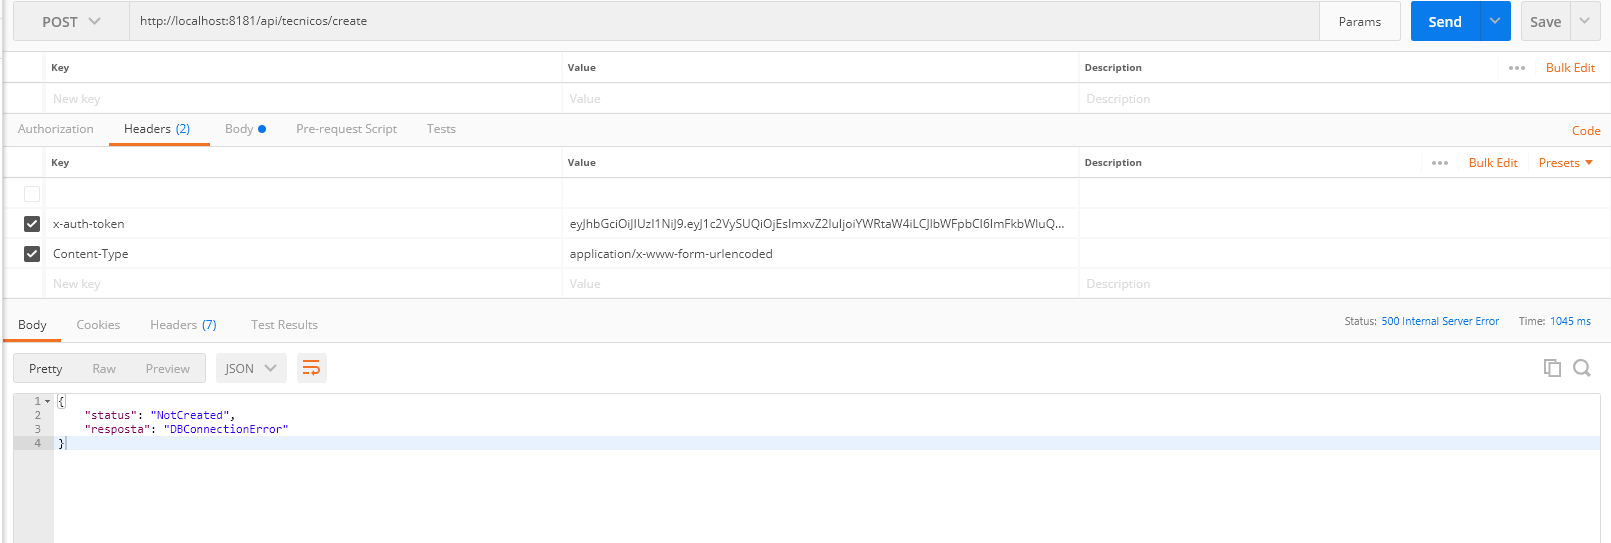 POST http://localhost:8181/api/tecnicos/create Params Send Save
Key Value Description ••• Bulk Edit
New key Value Description
Authorization Headers (2) Body Pre-request Script Tests Code
Key Value Description ••• Bulk Edit Presets
x-auth-token eyJhbGciOiJIUzI1NiJ9.eyJ1c2VySUQiOjEsImxvZ2luIjoiYWRtaW4iLCJlbWFpbCI6ImFkbWluQ...
Content-Type application/x-www-form-urlencoded
New key Value Description
Body Cookies Headers (7) Test Results Status: 500 Internal Server Error Time: 1045 ms
Pretty Raw Preview JSON
1 {
2 "status": "NotCreated",
3 "resposta": "DBConnectionError"
4 }